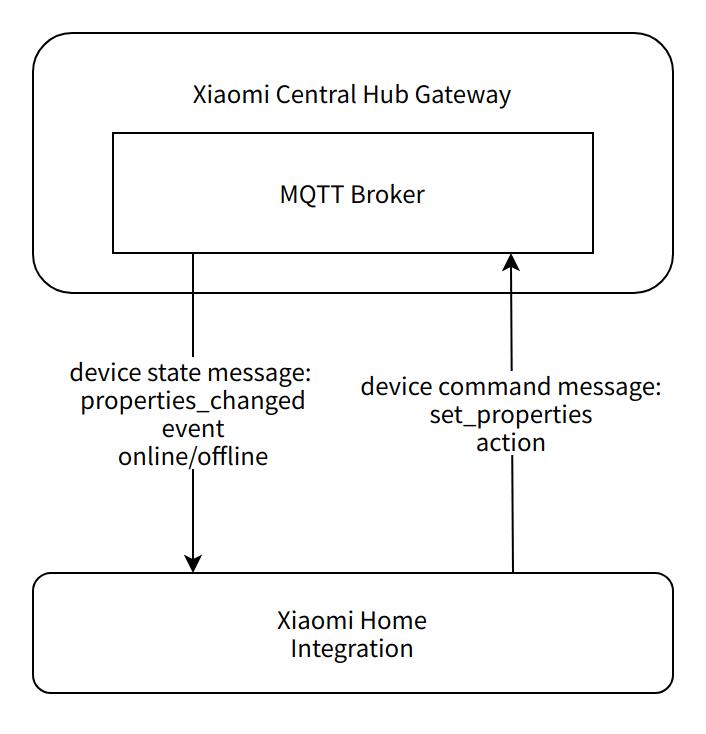 Xiaomi Central Hub Gateway
MQTT Broker
device state message:
properties_changed
event
online/offline
device command message:
set_properties
action
Xiaomi Home
Integration